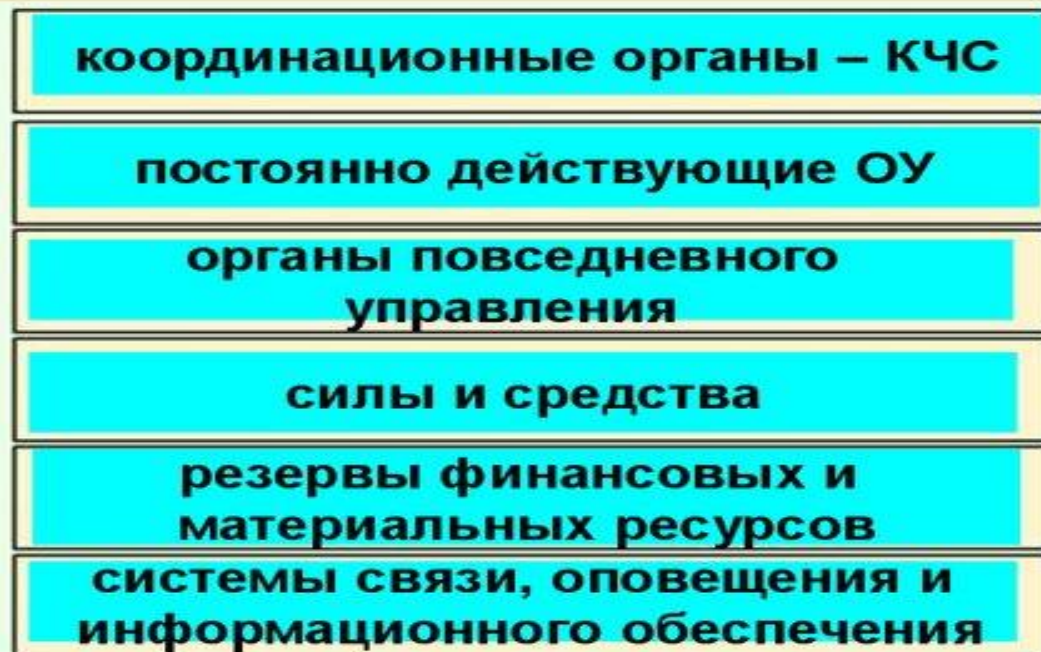 координационные органы – КЧС
постоянно действующие ОУ
органы повседневного
управления
силы и средства
резервы финансовых и
материальных ресурсов
системы связи, оповещения и
информационного обеспечения